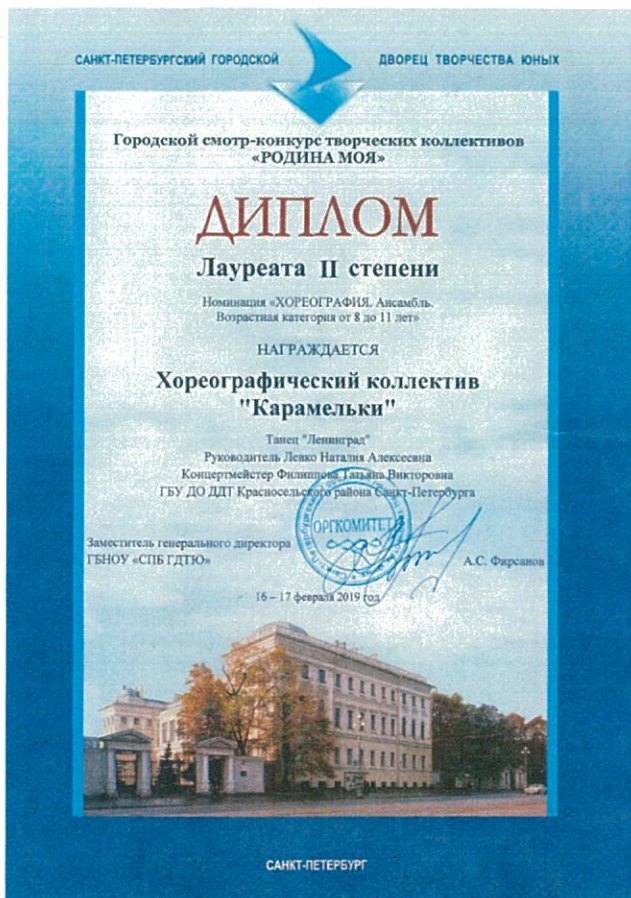 САНКТ-ПЕТЕРБУРГСКИЙ ГОРОДСКОЙ ДВОРЕЦ ТВОРЧЕСТВА ЮНЫХ
Городской смотр-конкурс творческих коллективов
«РОДИНА МОЯ»
ДИПЛОМ
Лауреата II степени
Номинация «ХОРЕОГРАФИЯ. Ансамбль.
Возрастная категория от 8 до 11 лет»
НАГРАЖДАЕТСЯ
Хореографический коллектив
"Карамельки"
Танец "Ленинград"
Руководитель Левко Наталия Алексеевна
Концертмейстер Филиппова Татьяна Викторовна
ГБУ ДО ДДТ Красносельского района Санкт-Петербурга
ОРГКОМИТЕТ
Заместитель генерального директора
ГБНОУ «СПБ ГДТЮ»
А.С. Фирсанов
16 – 17 февраля 2019 год
САНКТ-ПЕТЕРБУРГ